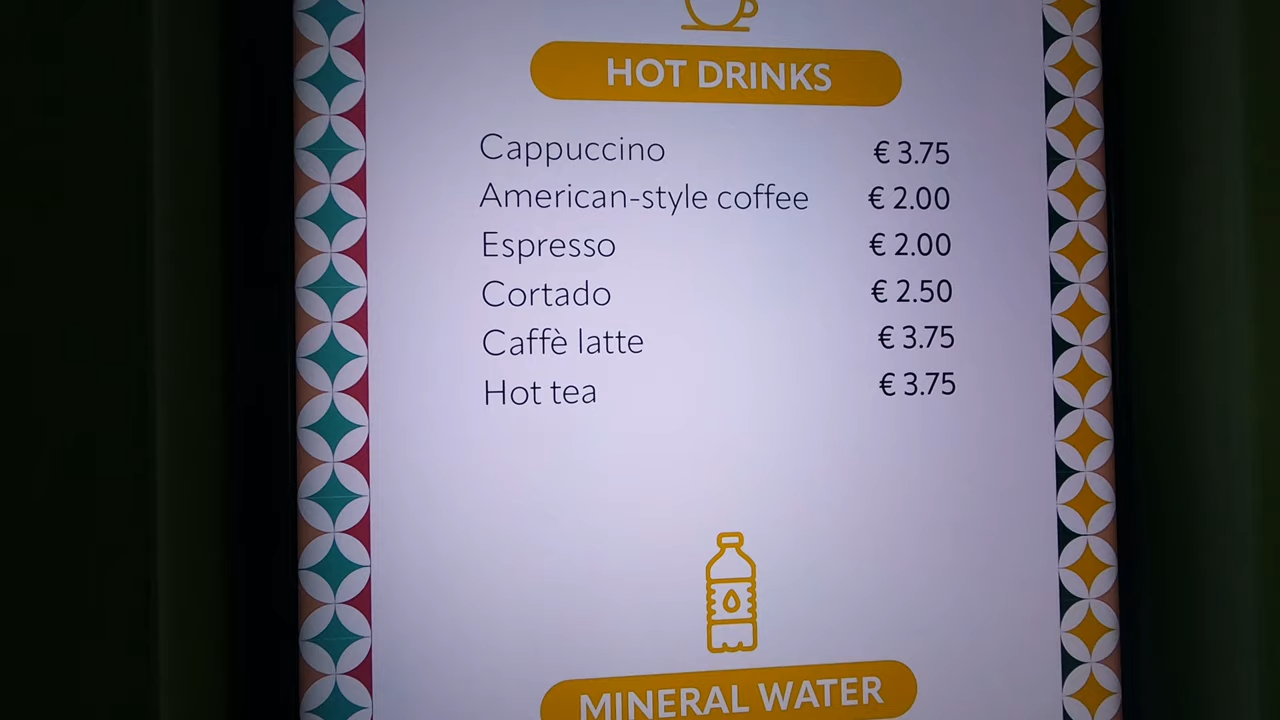 HOT DRINKS
Cappuccino € 3.75
American-style coffee € 2.00
Espresso € 2.00
Cortado € 2.50
Caffè latte € 3.75
Hot tea € 3.75
MINERAL WATER